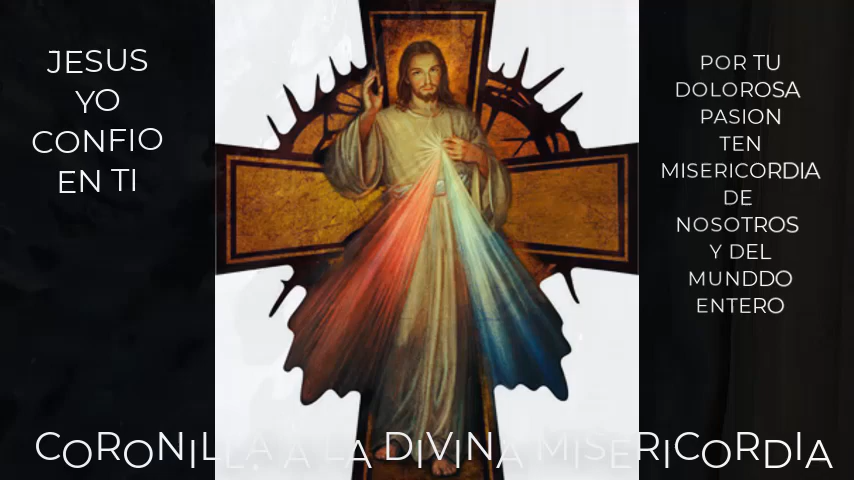 JESUS
YO
CONFIO
EN TI
POR TU
DOLOROSA
PASION
TEN
MISERICORDIA
DE
NOSOTROS
Y DEL
MUNDDO
ENTERO
CORONILLA A LA DIVINA MISERICORDIA